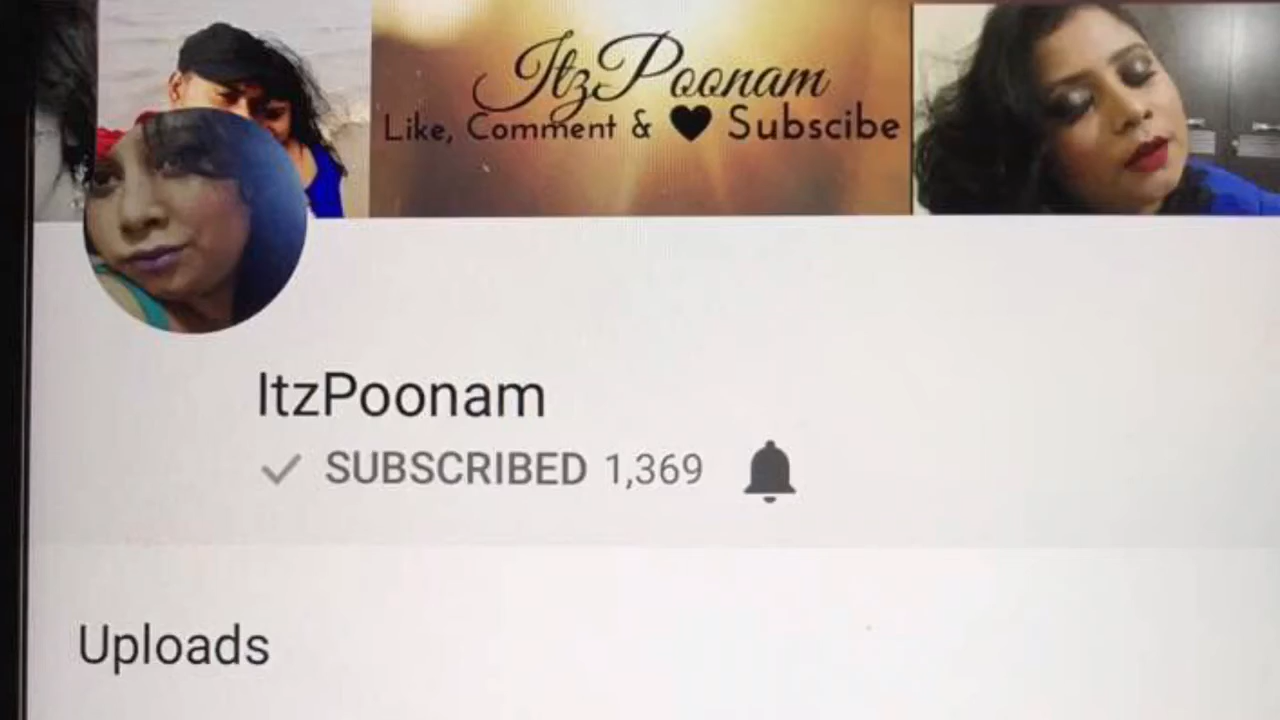 ItzPoonam
Like, Comment & ♥ Subscibe
ItzPoonam
SUBSCRIBED 1,369
Uploads